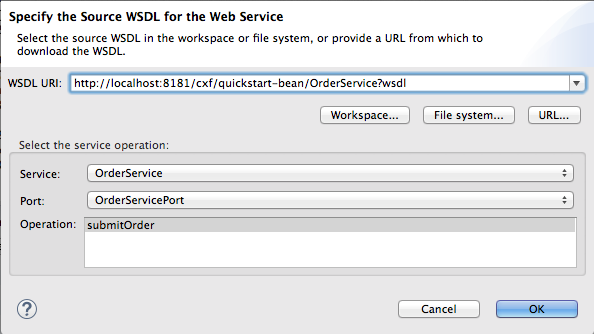 Specify the Source WSDL for the Web Service
Select the source WSDL in the workspace or file system, or provide a URL from which to
download the WSDL.
WSDL URI: http://localhost:8181/cxf/quickstart-bean/OrderService?wsdl
Workspace... File system... URL...
Select the service operation:
Service: OrderService
Port: OrderServicePort
Operation: submitOrder
? Cancel OK